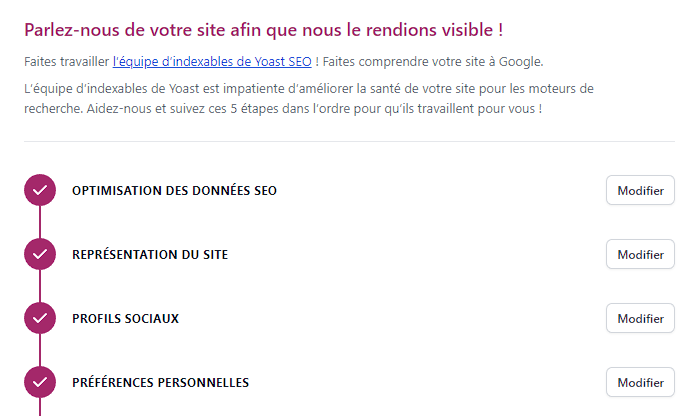 Parlez-nous de votre site afin que nous le rendions visible !
Faites travailler l'équipe d'indexables de Yoast SEO ! Faites comprendre votre site à Google.
L'équipe d'indexables de Yoast est impatiente d'améliorer la santé de votre site pour les moteurs de
recherche. Aidez-nous et suivez ces 5 étapes dans l'ordre pour qu'ils travaillent pour vous !
OPTIMISATION DES DONNÉES SEO
Modifier
REPRÉSENTATION DU SITE
Modifier
PROFILS SOCIAUX
Modifier
PRÉFÉRENCES PERSONNELLES
Modifier